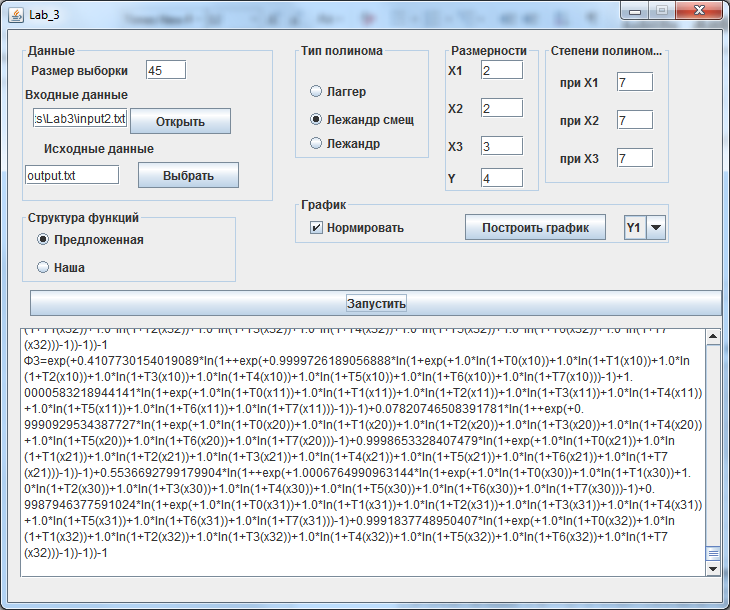 Lab_3
Данные
Размер выборки 45
Входные данные
:s\Lab3\input2.txt Открыть
Исходные данные
output.txt Выбрать
Тип полинома
Лаггер
Лежандр смещ
Лежандр
Размерности
X1 2
X2 2
X3 3
Y 4
Степени полином...
при X1 7
при X2 7
при X3 7
График
Нормировать Построить график Y1
Структура функций
Предложенная
Наша
Запустить
(1+T1(x32))+1.0*ln(1+T2(x32))+1.0*ln(1+T3(x32))+1.0*ln(1+T4(x32))+1.0*ln(1+T5(x32))+1.0*ln(1+T6(x32))+1.0*ln(1+T7
(x32)))-1))-1))-1
Ф3=exp(+0.4107730154019089*ln(1++exp(+0.9999726189056888*ln(1+exp(+1.0*ln(1+T0(x10))+1.0*ln(1+T1(x10))+1.0*ln
(1+T2(x10))+1.0*ln(1+T3(x10))+1.0*ln(1+T4(x10))+1.0*ln(1+T5(x10))+1.0*ln(1+T6(x10))+1.0*ln(1+T7(x10)))-1)+1.
0000583218944141*ln(1+exp(+1.0*ln(1+T0(x11))+1.0*ln(1+T1(x11))+1.0*ln(1+T2(x11))+1.0*ln(1+T3(x11))+1.0*ln(1+T4(x11))
+1.0*ln(1+T5(x11))+1.0*ln(1+T6(x11))+1.0*ln(1+T7(x11)))-1))-1)+0.07820746508391781*ln(1++exp(+0.
9990929534387727*ln(1+exp(+1.0*ln(1+T0(x20))+1.0*ln(1+T1(x20))+1.0*ln(1+T2(x20))+1.0*ln(1+T3(x20))+1.0*ln(1+T4(x20))
+1.0*ln(1+T5(x20))+1.0*ln(1+T6(x20))+1.0*ln(1+T7(x20)))-1)+0.9998653328407479*ln(1+exp(+1.0*ln(1+T0(x21))+1.0*ln
(1+T1(x21))+1.0*ln(1+T2(x21))+1.0*ln(1+T3(x21))+1.0*ln(1+T4(x21))+1.0*ln(1+T5(x21))+1.0*ln(1+T6(x21))+1.0*ln(1+T7
(x21)))-1))-1)+0.5536692799179904*ln(1++exp(+1.0006764990963144*ln(1+exp(+1.0*ln(1+T0(x30))+1.0*ln(1+T1(x30))+1.
0*ln(1+T2(x30))+1.0*ln(1+T3(x30))+1.0*ln(1+T4(x30))+1.0*ln(1+T5(x30))+1.0*ln(1+T6(x30))+1.0*ln(1+T7(x30)))-1)+0.
9987946377591024*ln(1+exp(+1.0*ln(1+T0(x31))+1.0*ln(1+T1(x31))+1.0*ln(1+T2(x31))+1.0*ln(1+T3(x31))+1.0*ln(1+T4(x31))
+1.0*ln(1+T5(x31))+1.0*ln(1+T6(x31))+1.0*ln(1+T7(x31)))-1)+0.9991837748950407*ln(1+exp(+1.0*ln(1+T0(x32))+1.0*ln
(1+T1(x32))+1.0*ln(1+T2(x32))+1.0*ln(1+T3(x32))+1.0*ln(1+T4(x32))+1.0*ln(1+T5(x32))+1.0*ln(1+T6(x32))+1.0*ln(1+T7
(x32)))-1))-1))-1